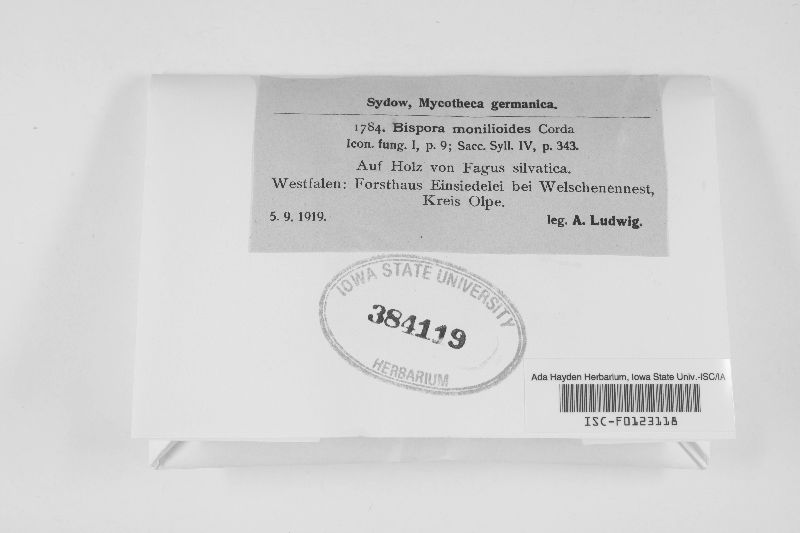 Sydow, Mycotheca germanica.
1784. Bispora monilioides Corda
Icon. fung. I, p. 9; Sacc. Syll. IV, p. 343.
Auf Holz von Fagus silvatica.
Westfalen: Forsthaus Einsiedelei bei Welschenennest,
Kreis Olpe.
5. 9. 1919. leg. A. Ludwig.
IOWA STATE UNIVERSITY
384119
HERBARIUM
Ada Hayden Herbarium, Iowa State Univ.-ISC/IA
ISC-F0123118